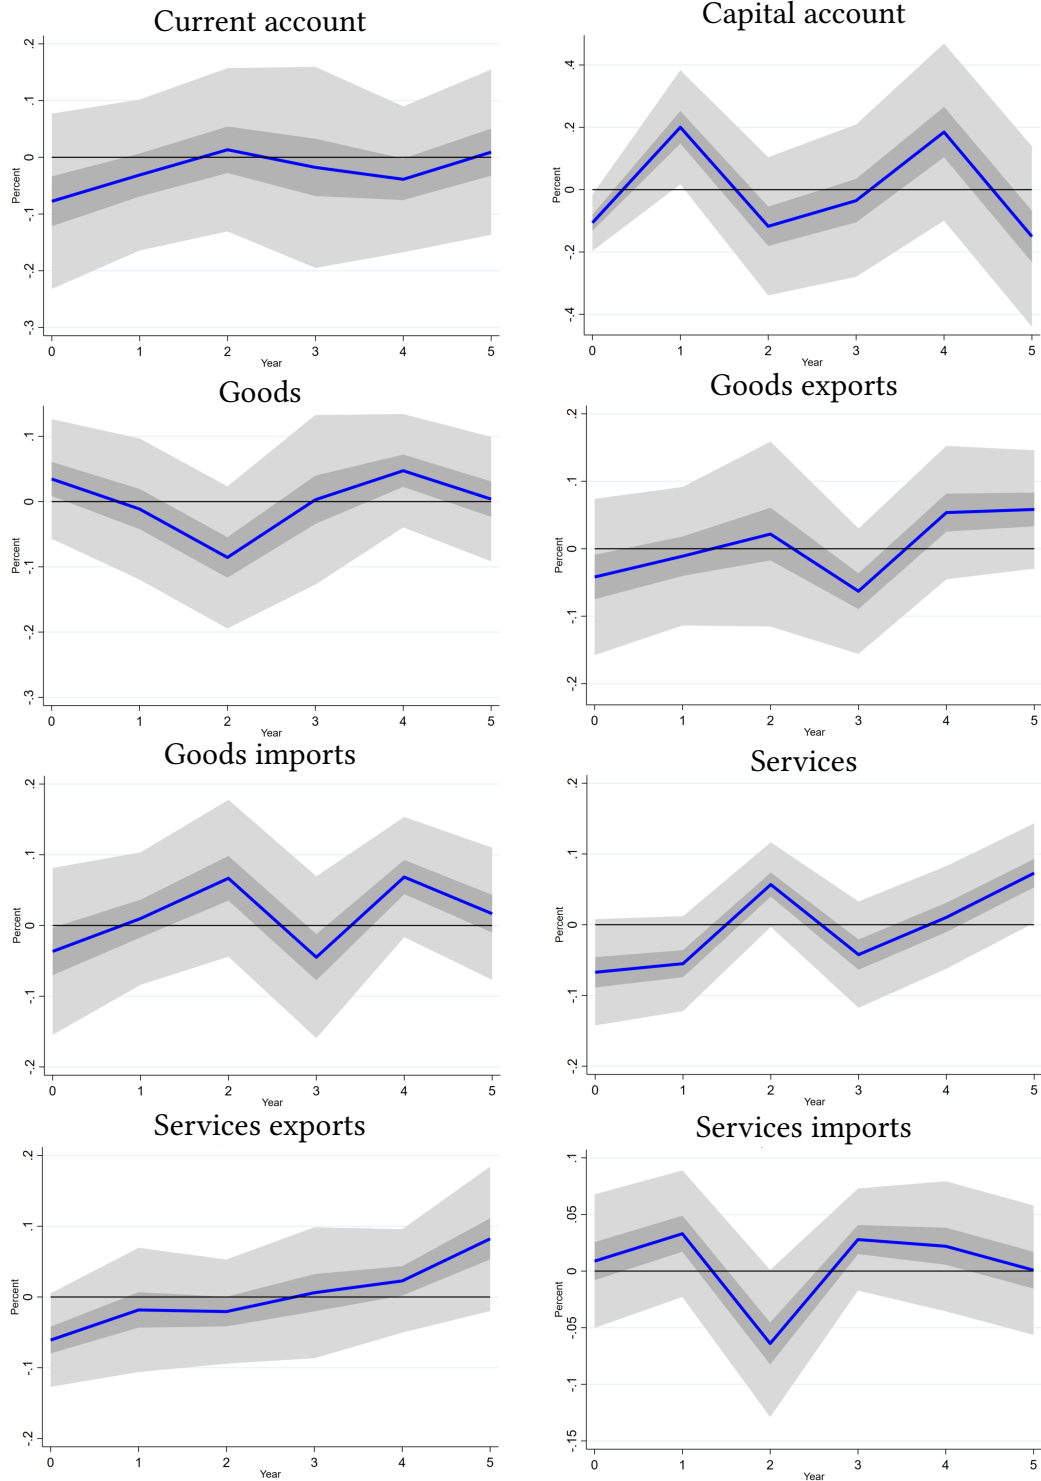 Current account
.2
.1
0
-.1
-.2
-.3
Percent
0 1 2 3 4 5
Year
Capital account
.4
.2
0
-.2
-.4
Percent
0 1 2 3 4 5
Year
Goods
.1
0
-.1
-.2
-.3
Percent
0 1 2 3 4 5
Year
Goods exports
.2
.1
0
-.1
-.2
Percent
0 1 2 3 4 5
Year
Goods imports
.2
.1
0
-.1
-.2
Percent
0 1 2 3 4 5
Year
Services
.2
.1
0
-.1
-.2
Percent
0 1 2 3 4 5
Year
Services exports
.2
.1
0
-.1
-.2
Percent
0 1 2 3 4 5
Year
Services imports
.1
.05
0
-.05
-.1
-.15
Percent
0 1 2 3 4 5
Year